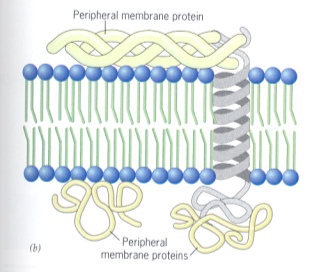 Peripheral membrane protein
(b)
Peripheral
membrane proteins